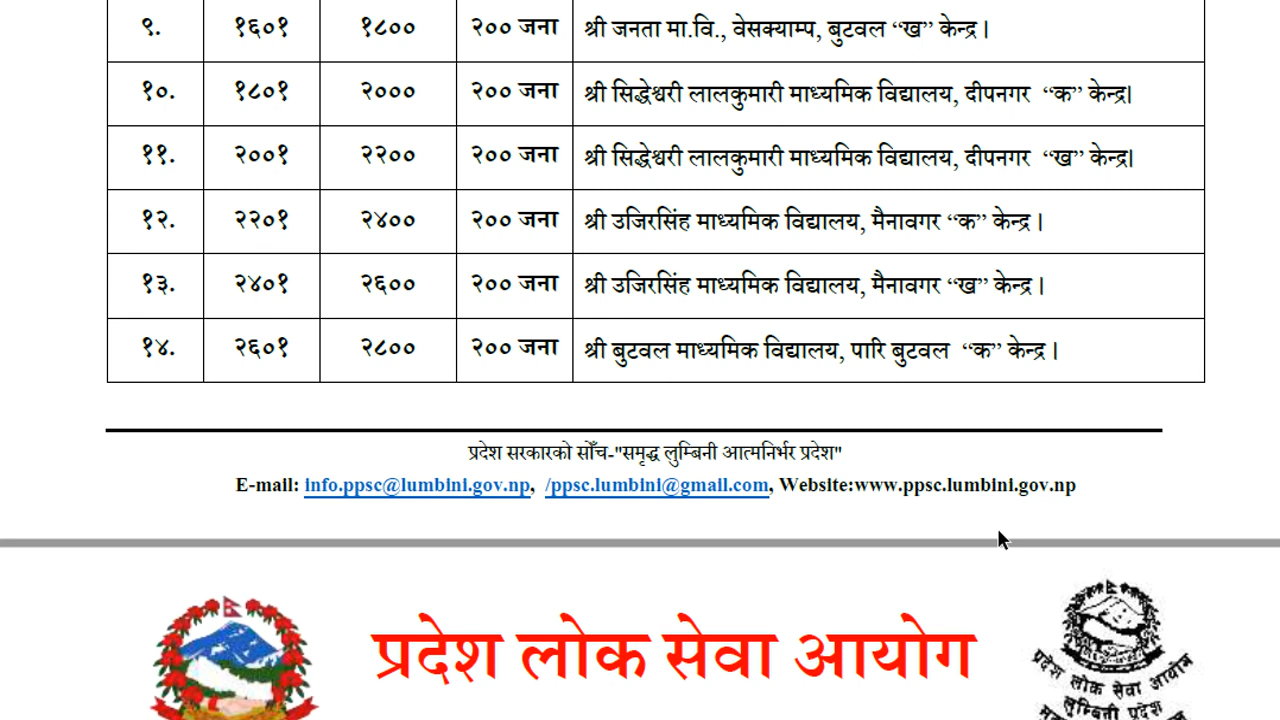 ९. १६०१ १८०० २०० जना श्री जनता मा.वि., वेसक्याम्प, बुटवल “ख” केन्द्र।
१०. १८०१ २००० २०० जना श्री सिद्धेश्वरी लालकुमारी माध्यमिक विद्यालय, दीपनगर “क” केन्द्र।
११. २००१ २२०० २०० जना श्री सिद्धेश्वरी लालकुमारी माध्यमिक विद्यालय, दीपनगर “ख” केन्द्र।
१२. २२०१ २४०० २०० जना श्री उजिरसिंह माध्यमिक विद्यालय, मैनावगर “क” केन्द्र ।
१३. २४०१ २६०० २०० जना श्री उजिरसिंह माध्यमिक विद्यालय, मैनावगर “ख” केन्द्र ।
१४. २६०१ २८०० २०० जना श्री बुटवल माध्यमिक विद्यालय, पारि बुटवल “क” केन्द्र ।
प्रदेश सरकारको सोँच-"समृद्ध लुम्बिनी आत्मनिर्भर प्रदेश"
E-mail: info.ppsc@lumbini.gov.np, /ppsc.lumbini@gmail.com, Website:www.ppsc.lumbini.gov.np
प्रदेश लोक सेवा आयोग
प्रदेश लोक सेवा आयोग
लुम्बिनी प्रदेश